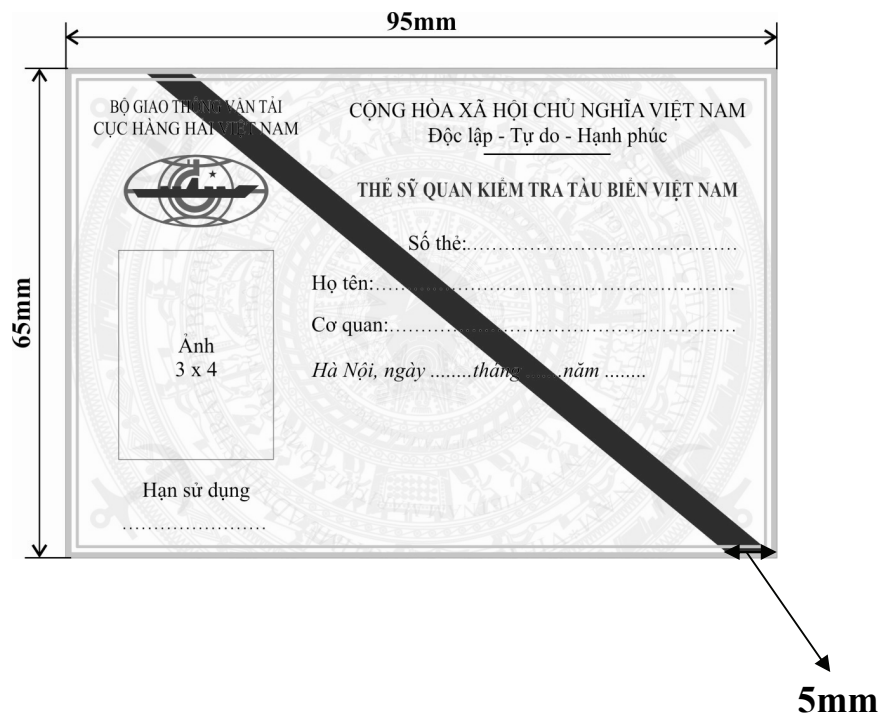 95mm
65mm
BỘ GIAO THÔNG VẬN TẢI
CỤC HÀNG HẢI VIỆT NAM
CỘNG HÒA XÃ HỘI CHỦ NGHĨA VIỆT NAM
Độc lập - Tự do - Hạnh phúc
THẺ SỸ QUAN KIỂM TRA TÀU BIỂN VIỆT NAM
Số thẻ:..........................................
Họ tên:........................................................
Cơ quan:......................................................
Hà Nội, ngày ........tháng ........năm ........
Ảnh
3 x 4
Hạn sử dụng
......................
5mm